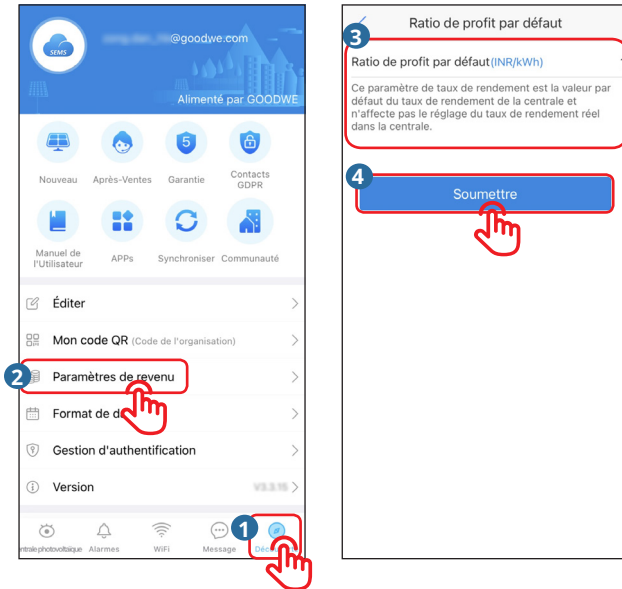 SEMS
@goodwe.com
Alimenté par GOODWE
5
Nouveau Après-Ventes Garantie Contacts GDPR
Manuel de l'Utilisateur APPs Synchroniser Communauté
Éditer
Mon code QR (Code de l'organisation)
2
Paramètres de revenu
Format de
Gestion d'authentification
Version V3.3.15
1
photovoltaïque Alarmes WiFi Message
Ratio de profit par défaut
3
Ratio de profit par défaut(INR/kWh)
Ce paramètre de taux de rendement est la valeur par
défaut du taux de rendement de la centrale et
n'affecte pas le réglage du taux de rendement réel
dans la centrale.
4
Soumettre